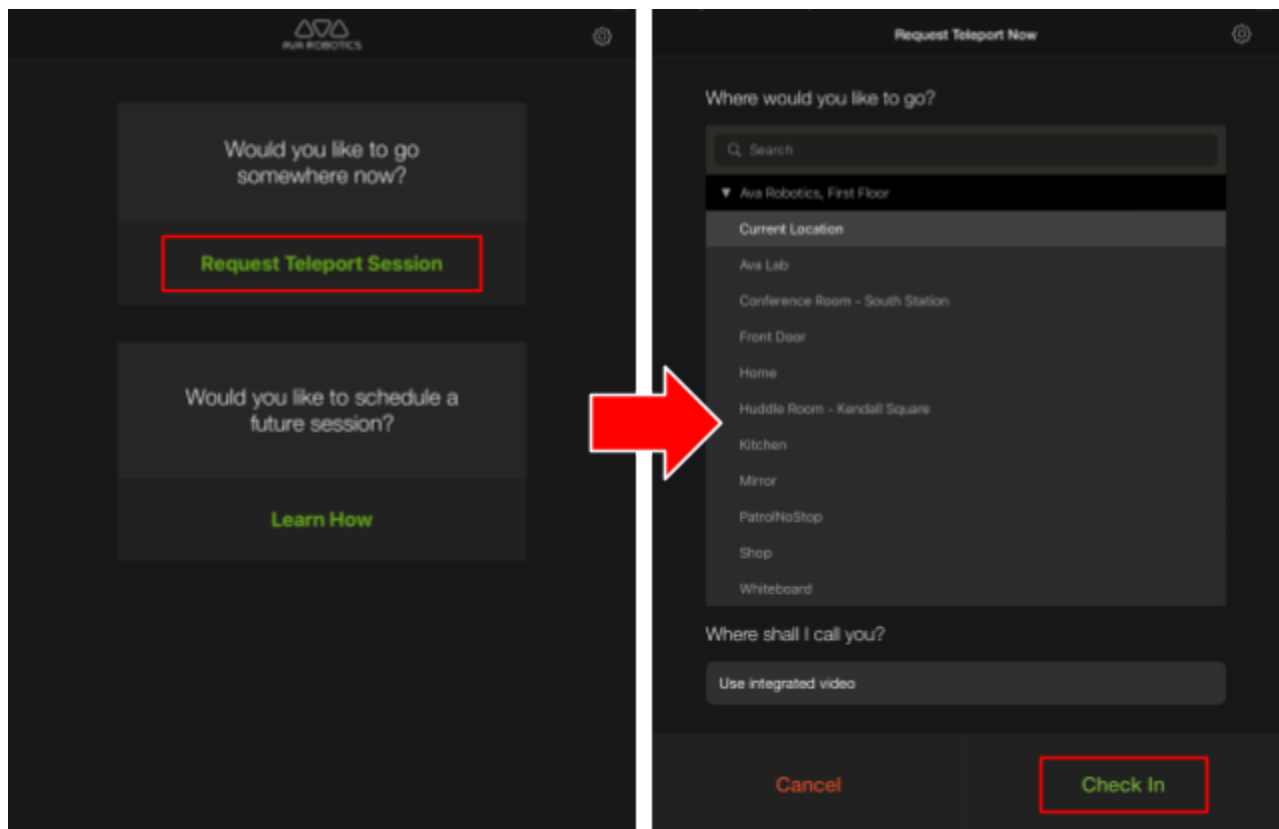 AVA ROBOTICS
Would you like to go
somewhere now?
Request Teleport Session
Would you like to schedule a
future session?
Learn How
Request Teleport Now
Where would you like to go?
Search
Ava Robotics, First Floor
Current Location
Ava Lab
Conference Room - South Station
Front Door
Home
Huddle Room - Kendall Square
Kitchen
Mirror
PatrolNoStop
Shop
Whiteboard
Where shall I call you?
Use integrated video
Cancel
Check In